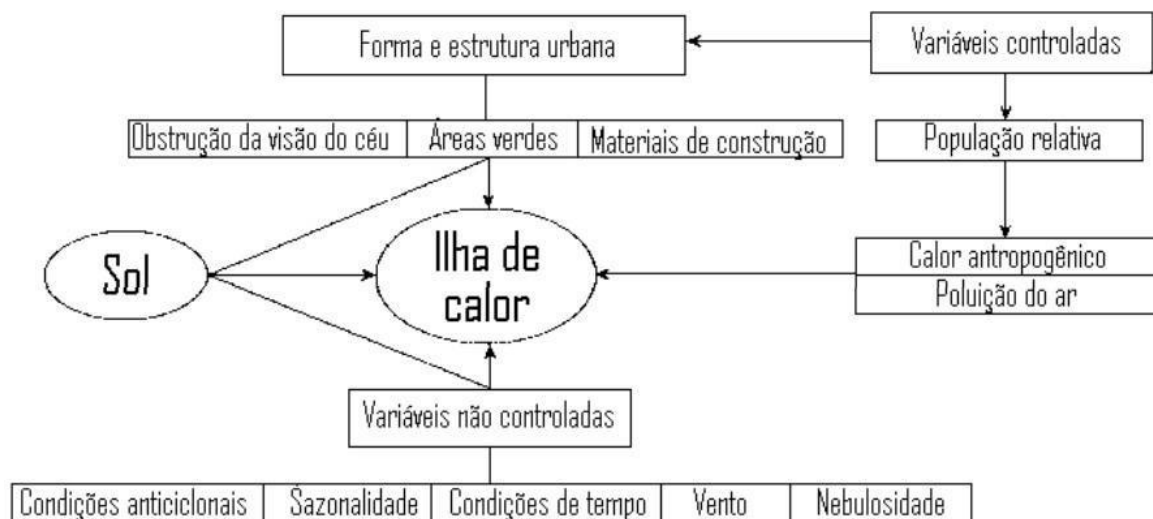 Forma e estrutura urbana
Variáveis controladas
Obstrução da visão do céu
Áreas verdes
Materiais de construção
População relativa
Sol
Ilha de
calor
Calor antropogênico
Poluição do ar
Variáveis não controladas
Condições anticiclonais
Sazonalidade
Condições de tempo
Vento
Nebulosidade